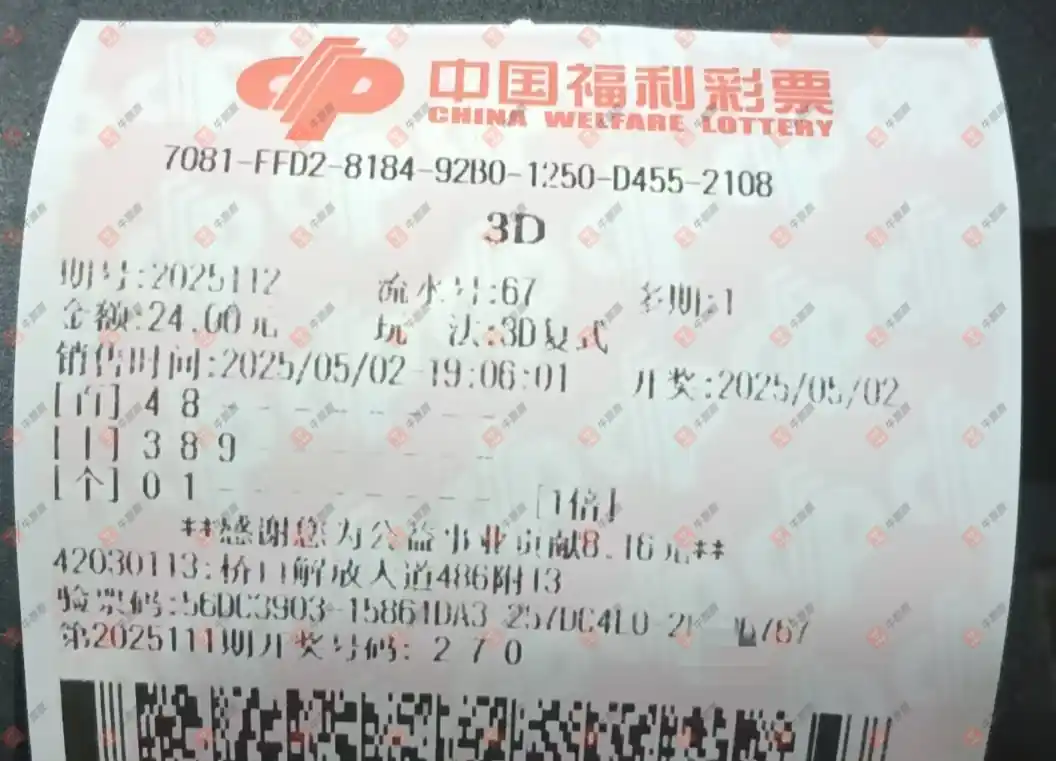 中国福利彩票
CHINA WELFARE LOTTERY
7081-FFD2-8184-92B0-1250-D455-2108
3D
期号:2025112 流水号:67 多期:1
金额:24.00元 玩 法:3D复式
销售时间:2025/05/02-19:06:01 开奖:2025/05/02
[百] 4 8 - - - - - - - -
[十] 3 8 9 - - - - - - -
[个] 0 1 - - - - - - - - [1倍]
**感谢您为公益事业贡献8.16元**
42030113:桥口解放大道486附13
验票码:56DC3903-15864DA3
第2025111期开奖号码: 2 7 0